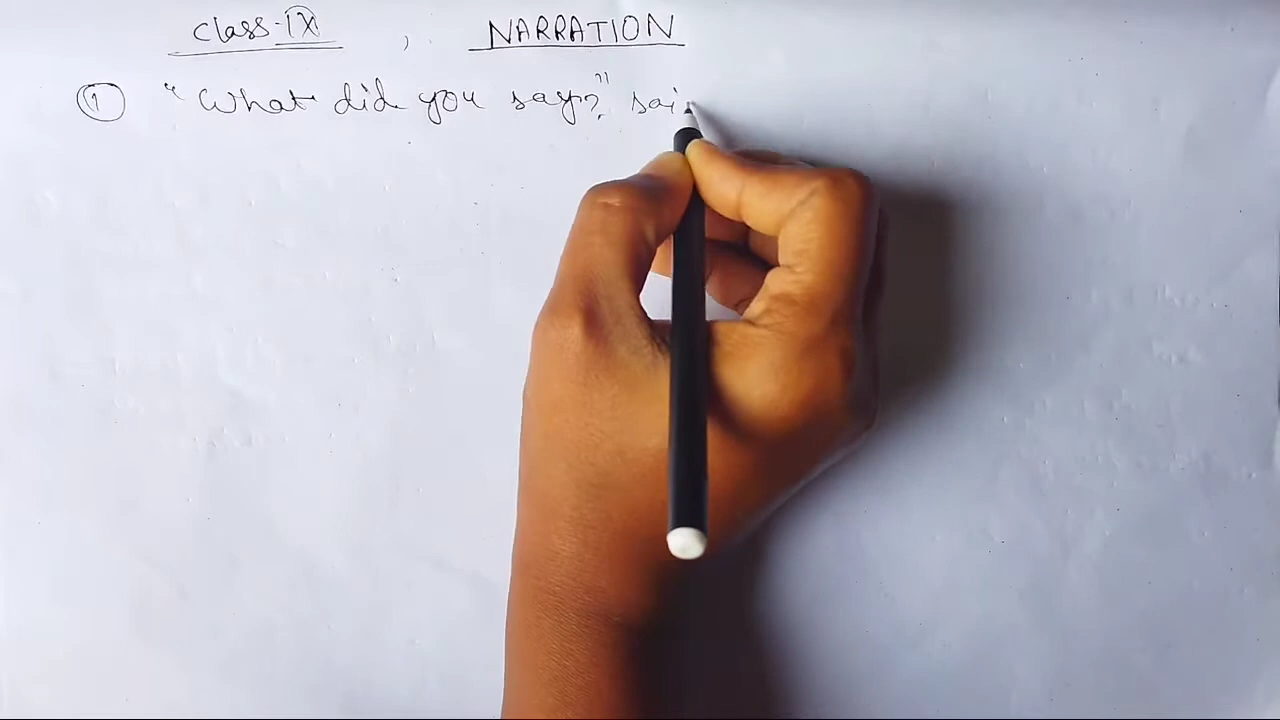 Class-IX , NARRATION
① "What did you say?" sai